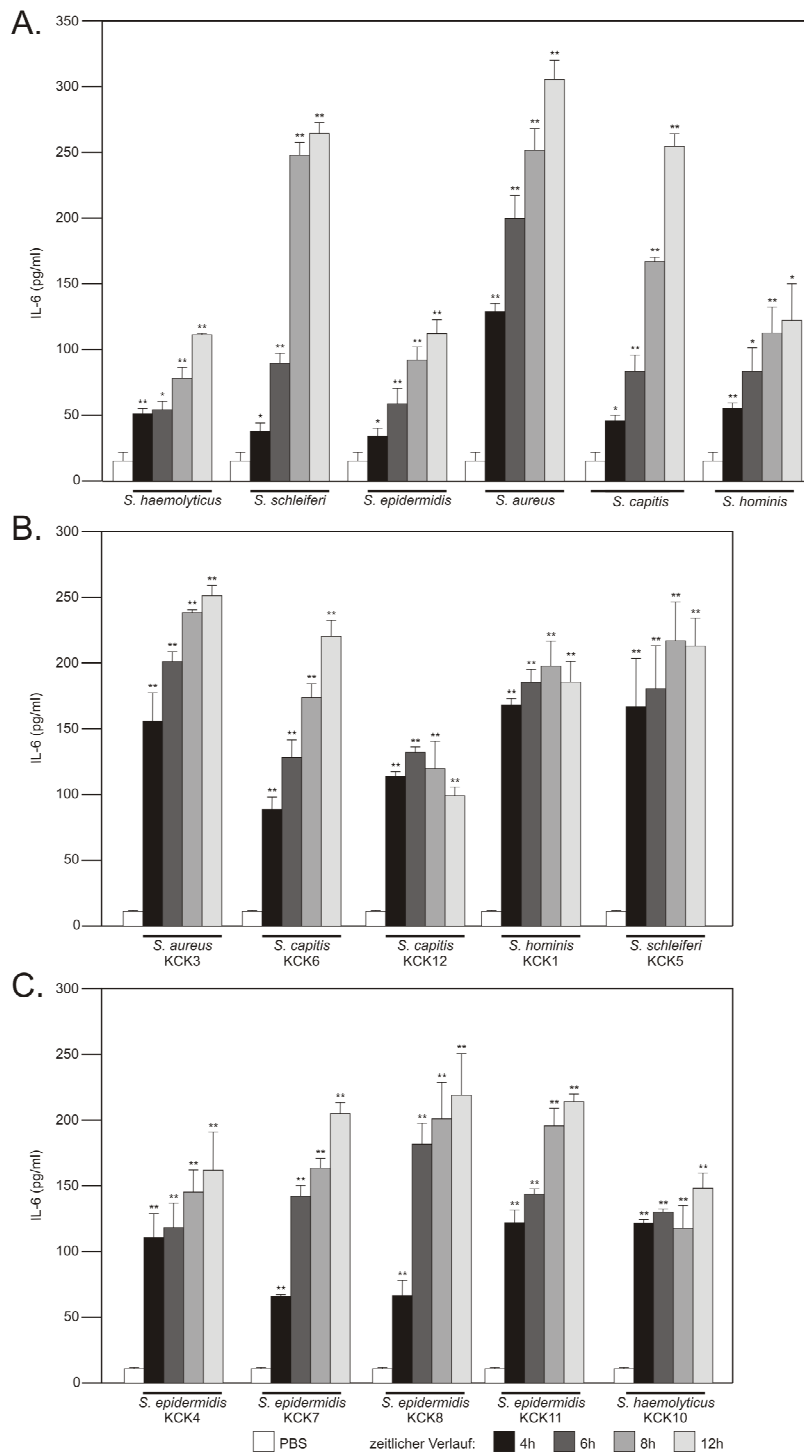 A.
350
300
250
200
150
100
50
0
IL-6 (pg/ml)
** * ** **
* ** ** **
* ** ** **
** ** ** **
* ** ** **
** * ** *
S. haemolyticus S. schleiferi S. epidermidis S. aureus S. capitis S. hominis
B.
300
250
200
150
100
50
0
IL-6 (pg/ml)
** ** ** **
** ** ** **
** ** ** **
** ** ** **
** ** ** **
S. aureus S. capitis S. capitis S. hominis S. schleiferi
KCK3 KCK6 KCK12 KCK1 KCK5
C.
300
250
200
150
100
50
0
IL-6 (pg/ml)
** ** ** **
** ** ** **
** ** ** **
** ** ** **
** ** ** **
S. epidermidis S. epidermidis S. epidermidis S. epidermidis S. haemolyticus
KCK4 KCK7 KCK8 KCK11 KCK10
PBS zeitlicher Verlauf: 4h 6h 8h 12h